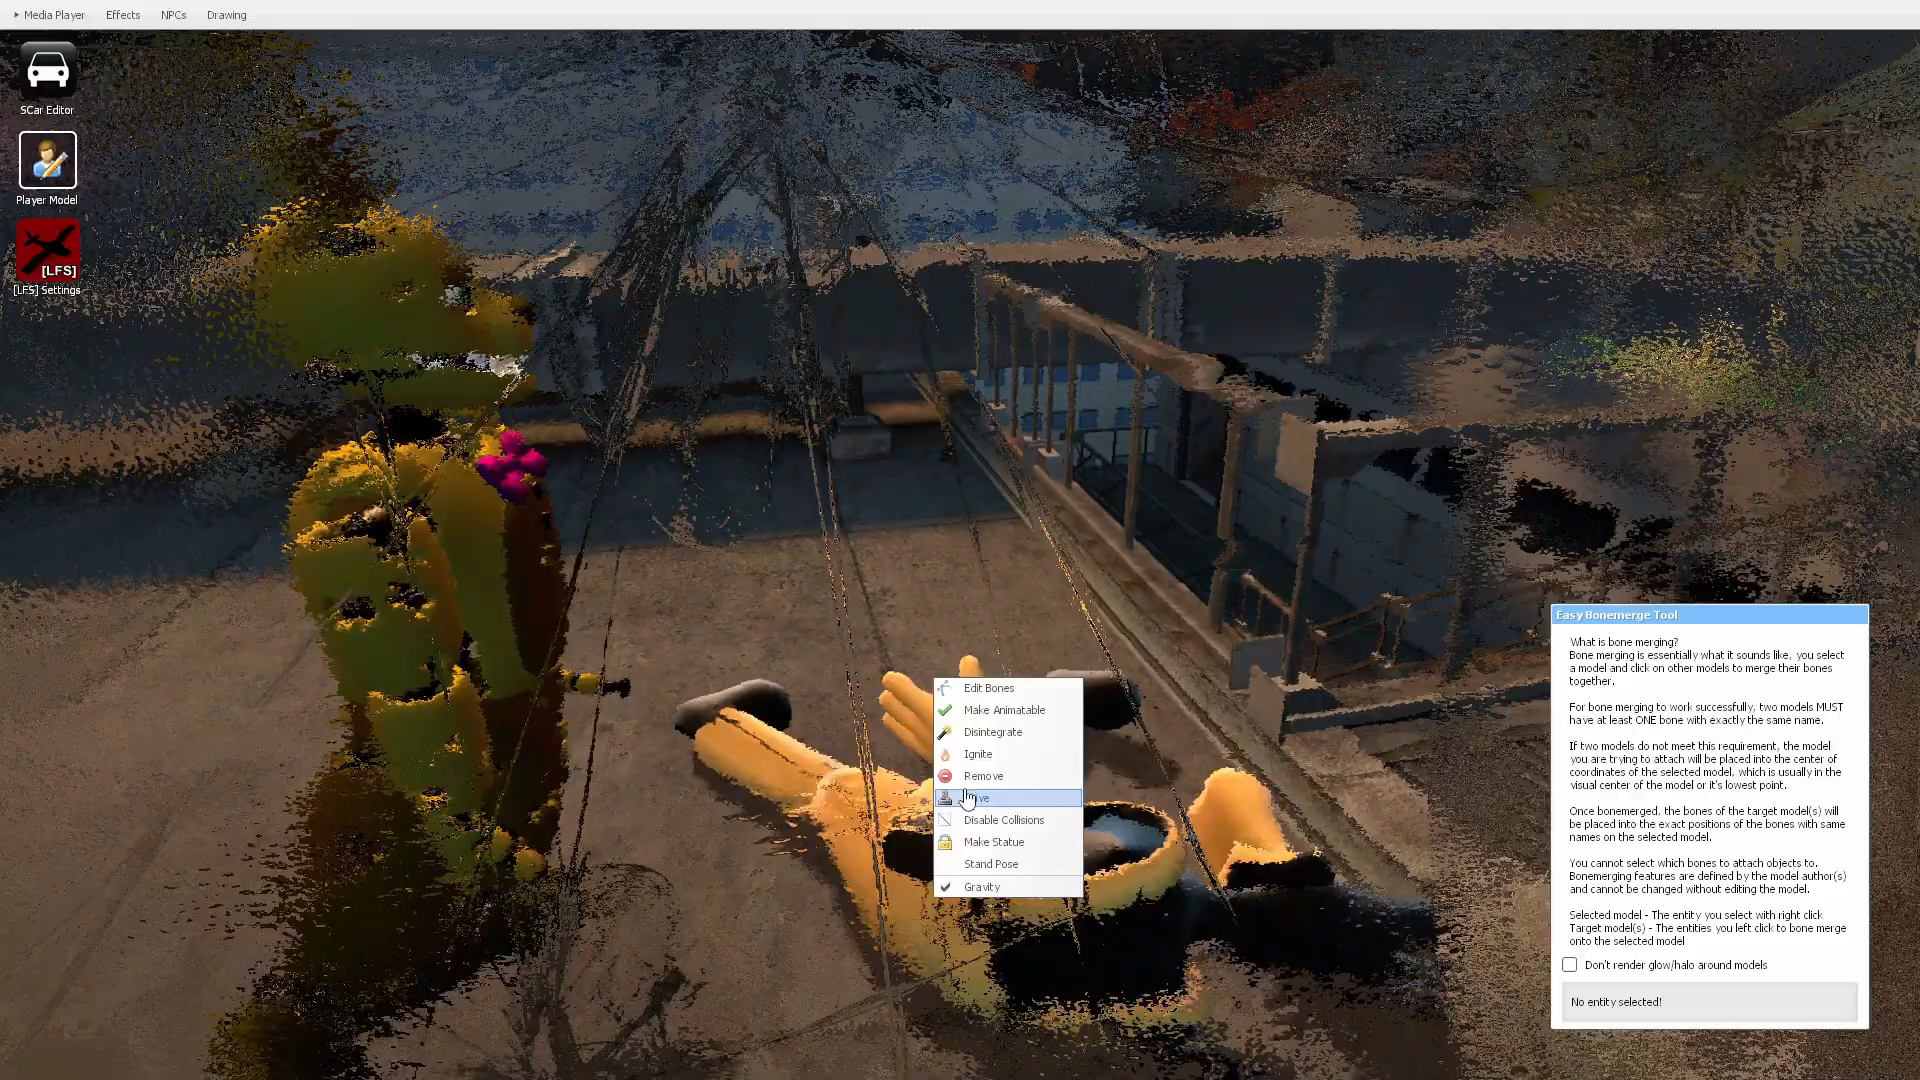 Media Player
Effects
NPCs
Drawing
SCar Editor
Player Model
[LFS]
[LFS] Settings
Edit Bones
Make Animatable
Disintegrate
Ignite
Remove
Disable Collisions
Make Statue
Stand Pose
Gravity
Easy Bonemerge Tool
What is bone merging?
Bone merging is essentially what it sounds like, you select
a model and click on other models to merge their bones
together.
For bone merging to work successfully, two models MUST
have at least ONE bone with exactly the same name.
If two models do not meet this requirement, the model
you are trying to attach will be placed into the center of
coordinates of the selected model, which is usually in the
visual center of the model or it's lowest point.
Once bonemerged, the bones of the target model(s) will
be placed into the exact positions of the bones with same
names on the selected model.
You cannot select which bones to attach objects to.
Bonemerging features are defined by the model author(s)
and cannot be changed without editing the model.
Selected model - The entity you select with right click
Target model(s) - The entities you left click to bone merge
onto the selected model
Don't render glow/halo around models
No entity selected!